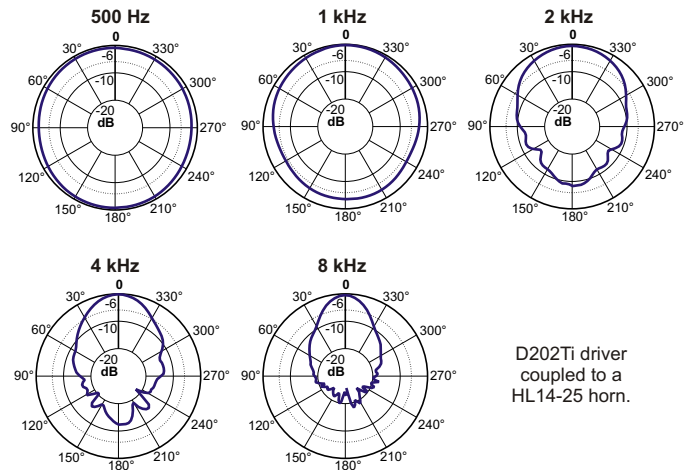 500 Hz
0
30° 330°
-6
60° -10 300°
-20
90° dB 270°
120° 240°
150° 210°
180°
1 kHz
0
30° 330°
-6
60° -10 300°
-20
90° dB 270°
120° 240°
150° 210°
180°
2 kHz
0
30° 330°
-6
60° -10 300°
-20
90° dB 270°
120° 240°
150° 210°
180°
4 kHz
0
30° 330°
-6
60° -10 300°
-20
90° dB 270°
120° 240°
150° 210°
180°
8 kHz
0
30° 330°
-6
60° -10 300°
-20
90° dB 270°
120° 240°
150° 210°
180°
D202Ti driver
coupled to a
HL14-25 horn.